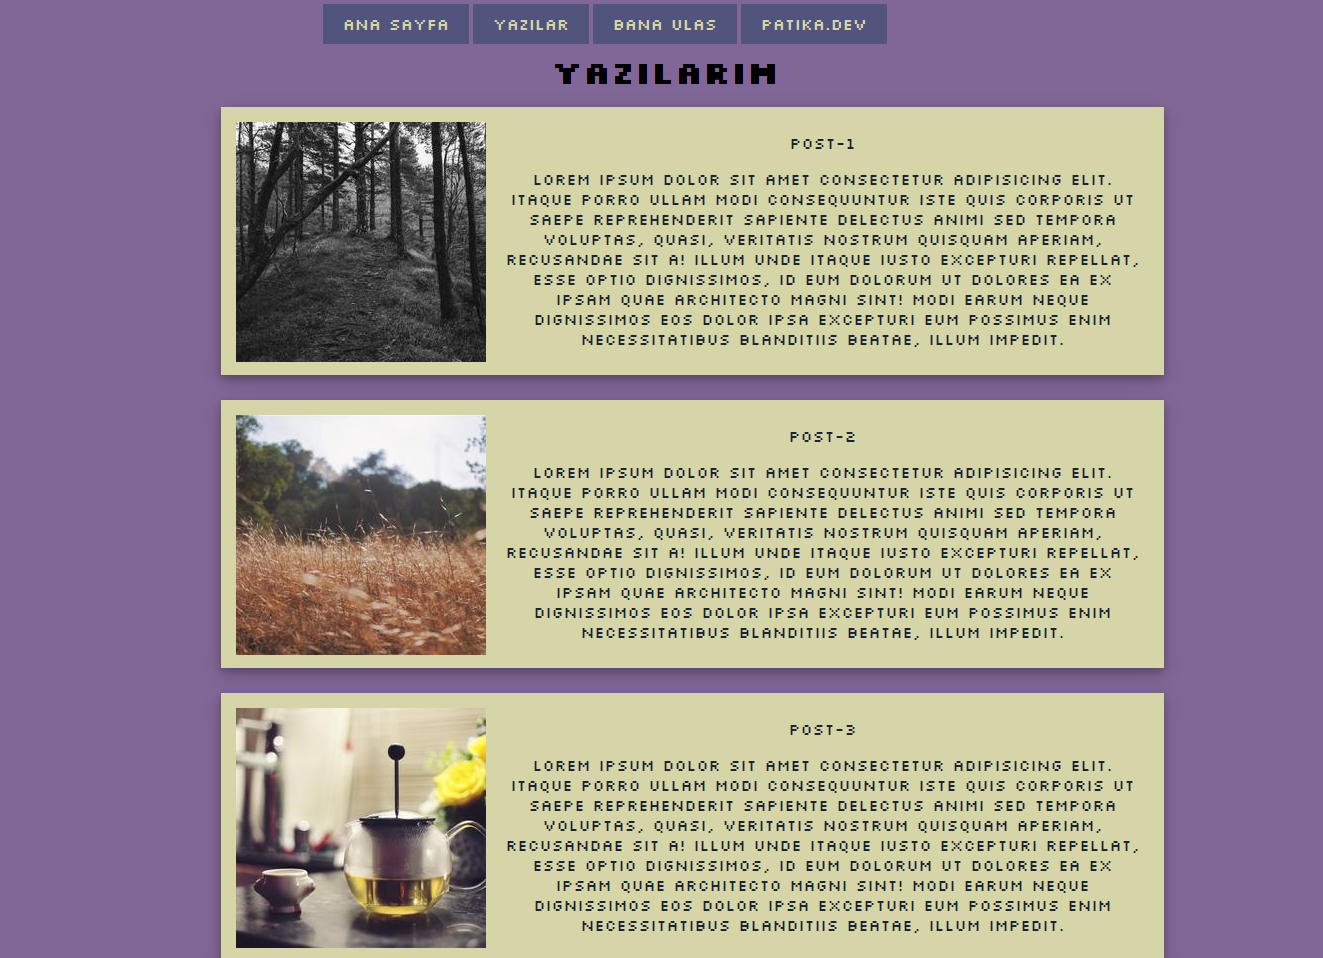 ANA SAYFA
YAZILAR
BANA ULAS
PATIKA.DEV
YAZILARIM
POST-1
LOREM IPSUM DOLOR SIT AMET CONSECTETUR ADIPISICING ELIT.
ITAQUE PORRO ULLAM MODI CONSEQUUNTUR ISTE QUIS CORPORIS UT
SAEPE REPREHENDERIT SAPIENTE DELECTUS ANIMI SED TEMPORA
VOLUPTAS, QUASI, VERITATIS NOSTRUM QUISQUAM APERIAM,
RECUSANDAE SIT A! ILLUM UNDE ITAQUE IUSTO EXCEPTURI REPELLAT,
ESSE OPTIO DIGNISSIMOS, ID EUM DOLORUM UT DOLORES EA EX
IPSAM QUAE ARCHITECTO MAGNI SINT! MODI EARUM NEQUE
DIGNISSIMOS EOS DOLOR IPSA EXCEPTURI EUM POSSIMUS ENIM
NECESSITATIBUS BLANDITIIS BEATAE, ILLUM IMPEDIT.
POST-2
LOREM IPSUM DOLOR SIT AMET CONSECTETUR ADIPISICING ELIT.
ITAQUE PORRO ULLAM MODI CONSEQUUNTUR ISTE QUIS CORPORIS UT
SAEPE REPREHENDERIT SAPIENTE DELECTUS ANIMI SED TEMPORA
VOLUPTAS, QUASI, VERITATIS NOSTRUM QUISQUAM APERIAM,
RECUSANDAE SIT A! ILLUM UNDE ITAQUE IUSTO EXCEPTURI REPELLAT,
ESSE OPTIO DIGNISSIMOS, ID EUM DOLORUM UT DOLORES EA EX
IPSAM QUAE ARCHITECTO MAGNI SINT! MODI EARUM NEQUE
DIGNISSIMOS EOS DOLOR IPSA EXCEPTURI EUM POSSIMUS ENIM
NECESSITATIBUS BLANDITIIS BEATAE, ILLUM IMPEDIT.
POST-3
LOREM IPSUM DOLOR SIT AMET CONSECTETUR ADIPISICING ELIT.
ITAQUE PORRO ULLAM MODI CONSEQUUNTUR ISTE QUIS CORPORIS UT
SAEPE REPREHENDERIT SAPIENTE DELECTUS ANIMI SED TEMPORA
VOLUPTAS, QUASI, VERITATIS NOSTRUM QUISQUAM APERIAM,
RECUSANDAE SIT A! ILLUM UNDE ITAQUE IUSTO EXCEPTURI REPELLAT,
ESSE OPTIO DIGNISSIMOS, ID EUM DOLORUM UT DOLORES EA EX
IPSAM QUAE ARCHITECTO MAGNI SINT! MODI EARUM NEQUE
DIGNISSIMOS EOS DOLOR IPSA EXCEPTURI EUM POSSIMUS ENIM
NECESSITATIBUS BLANDITIIS BEATAE, ILLUM IMPEDIT.